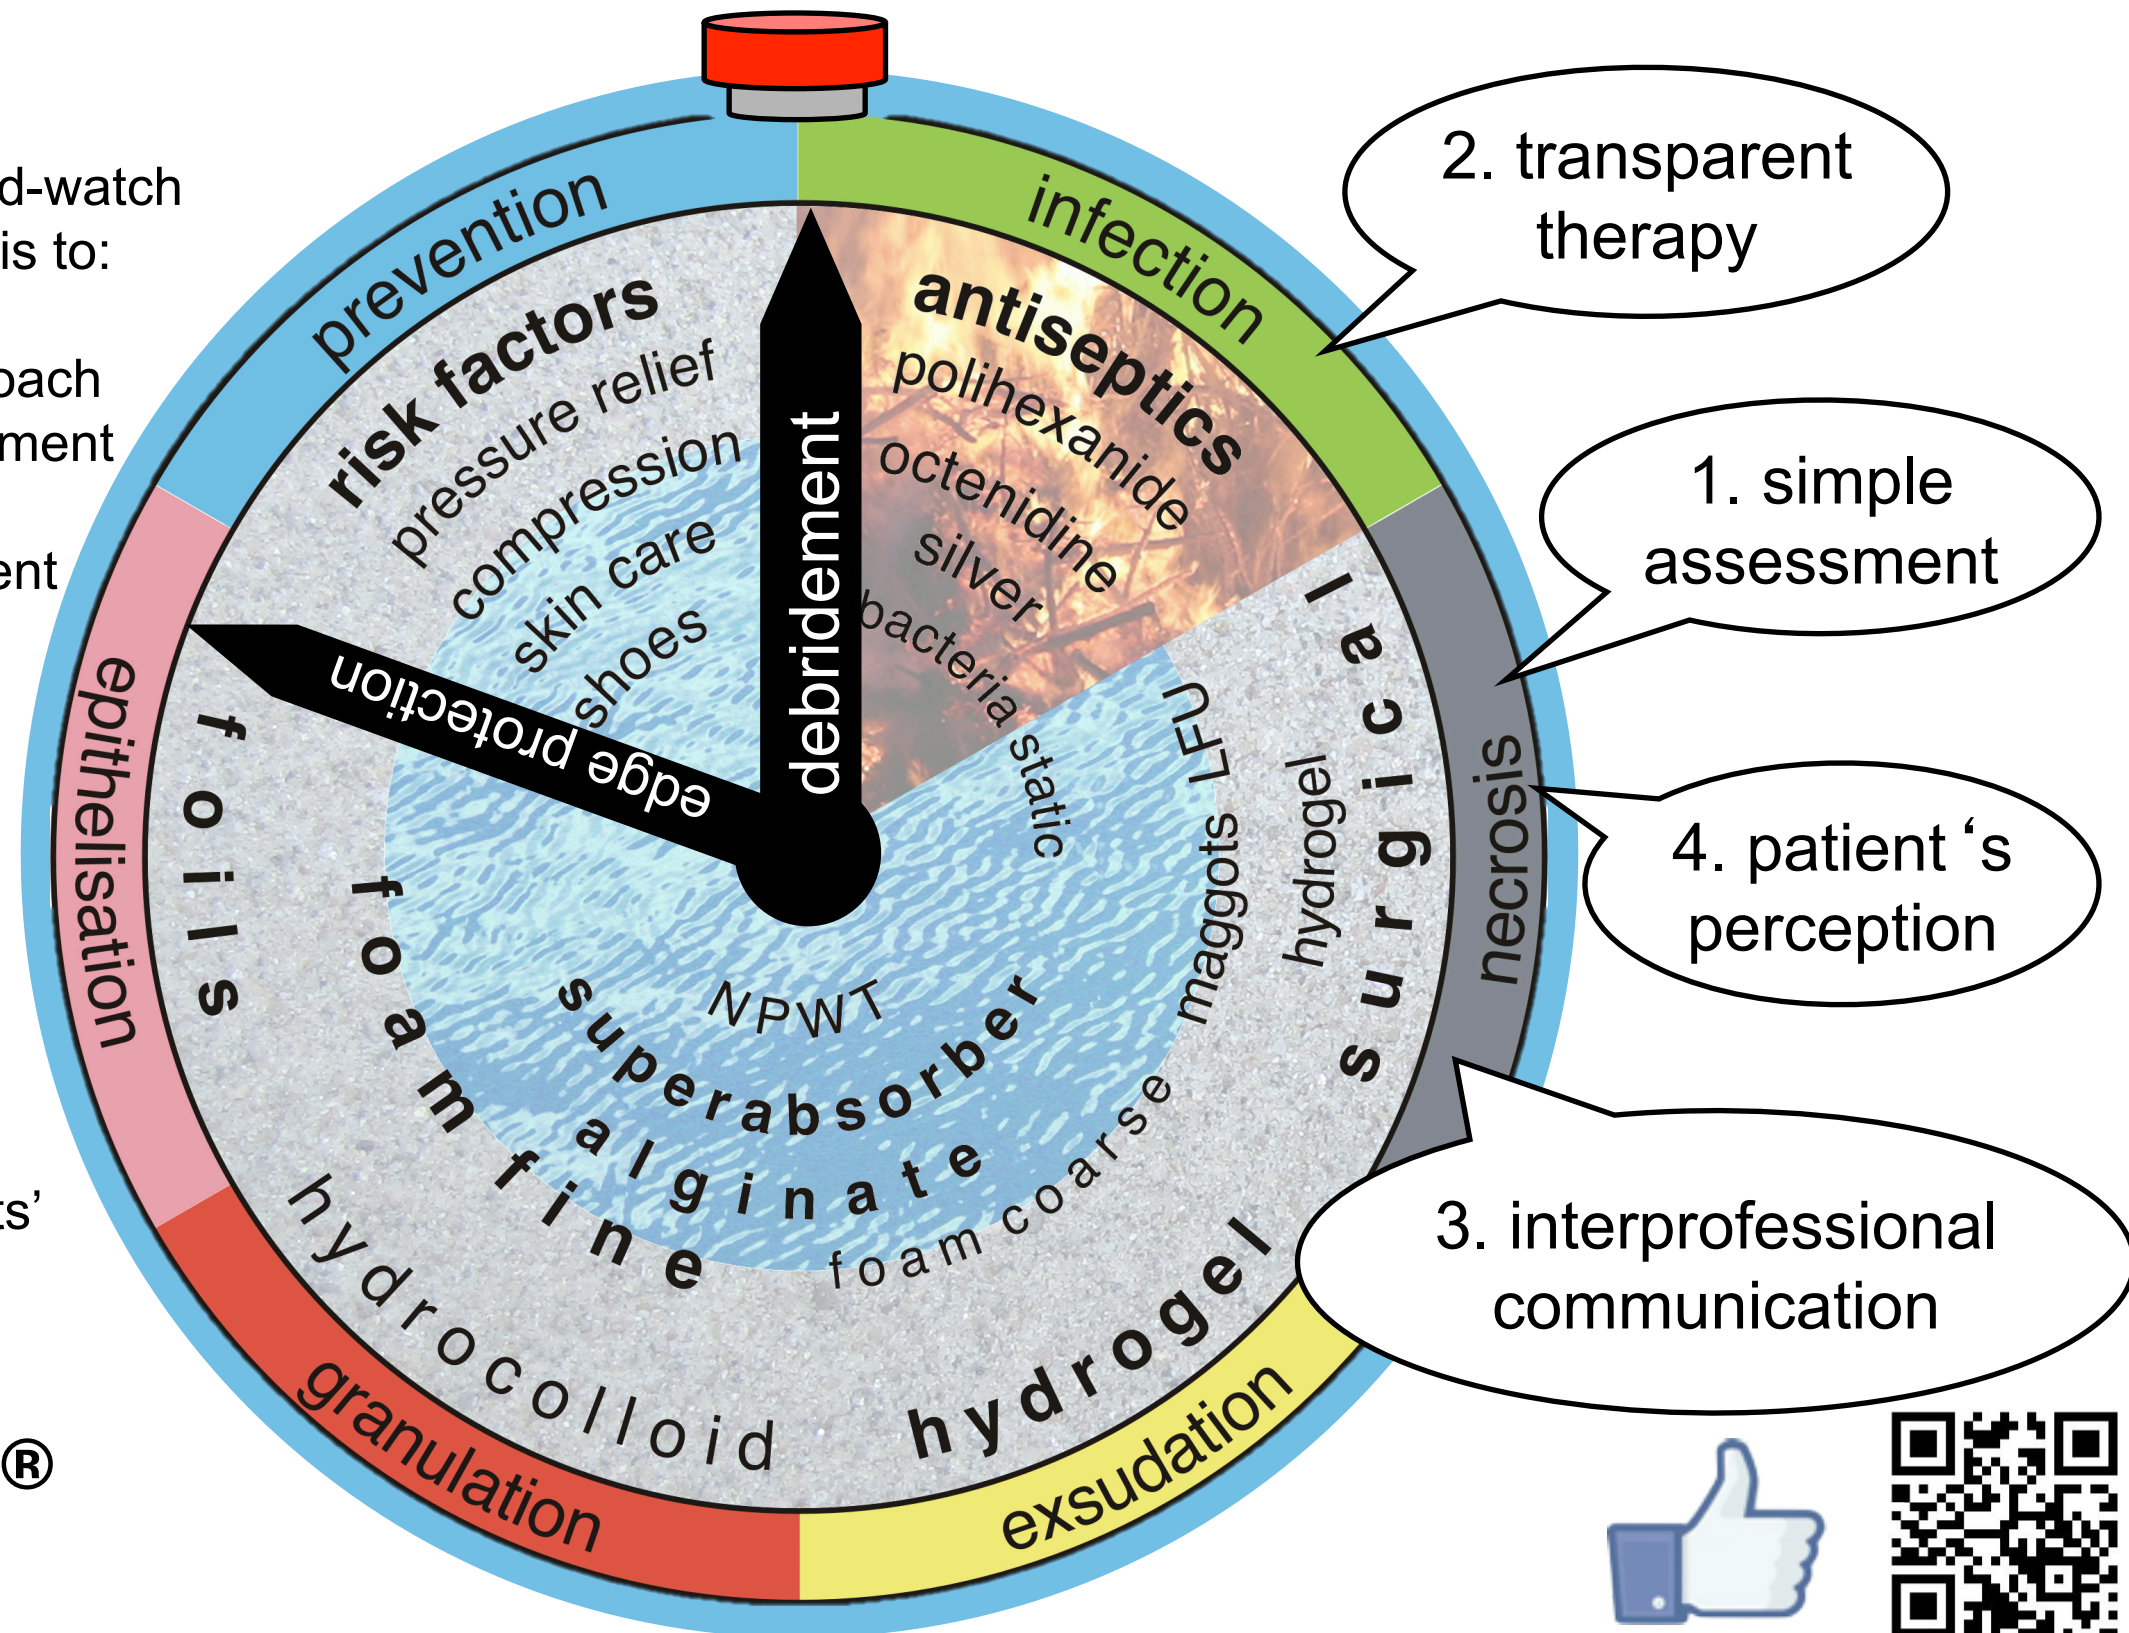 d-watch
is to:
oach
ment
ent
ts’
®
prevention
infection
necrosis
exsudation
granulation
epithelisation
risk factors
pressure relief
compression
skin care
shoes
antiseptics
polihexanide
octenidine
silver
bacteria static
debridement
edge protection
surgical
hydrogel
maggots LFU
foils
foam fine
NPWT
superabsorber
alginate
foam coarse
hydrocolloid
hydrogel
2. transparent
therapy
1. simple
assessment
4. patient ‘s
perception
3. interprofessional
communication